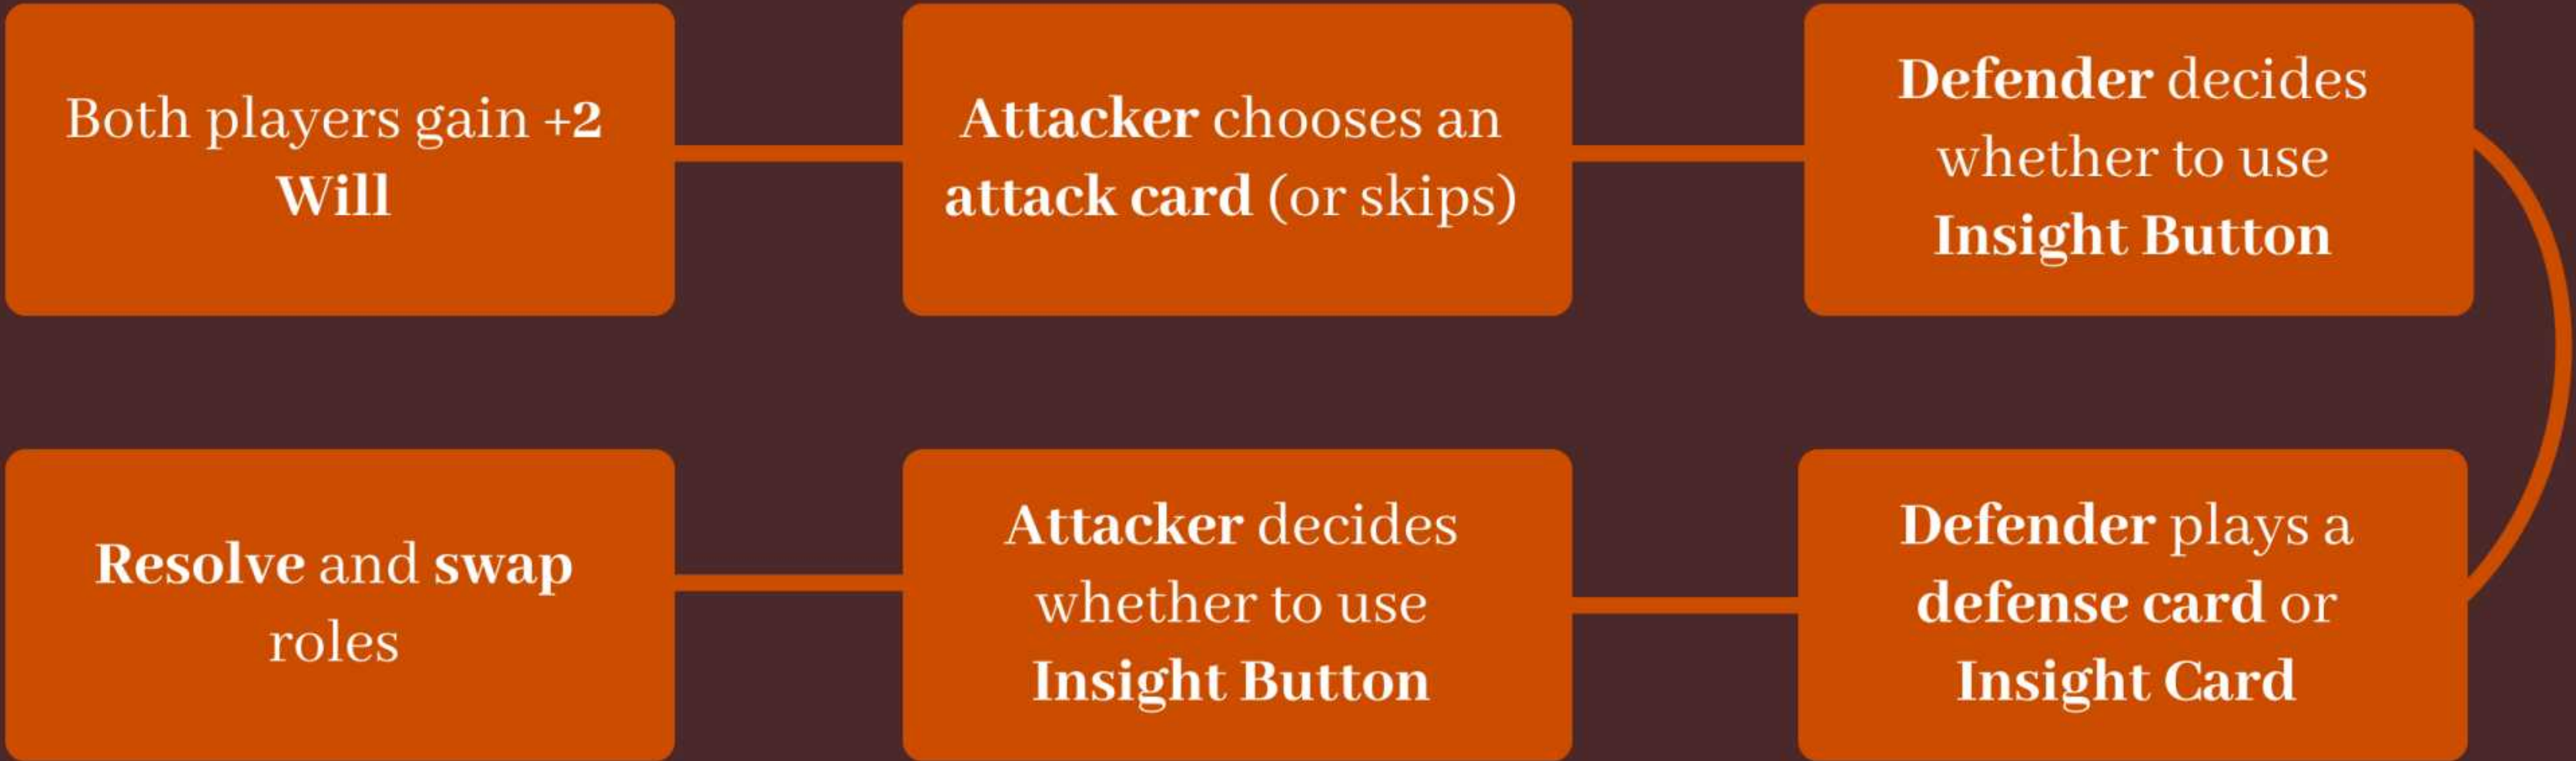 Both players gain +2
Will
Attacker chooses an
attack card (or skips)
Defender decides
whether to use
Insight Button
Defender plays a
defense card or
Insight Card
Attacker decides
whether to use
Insight Button
Resolve and swap
roles